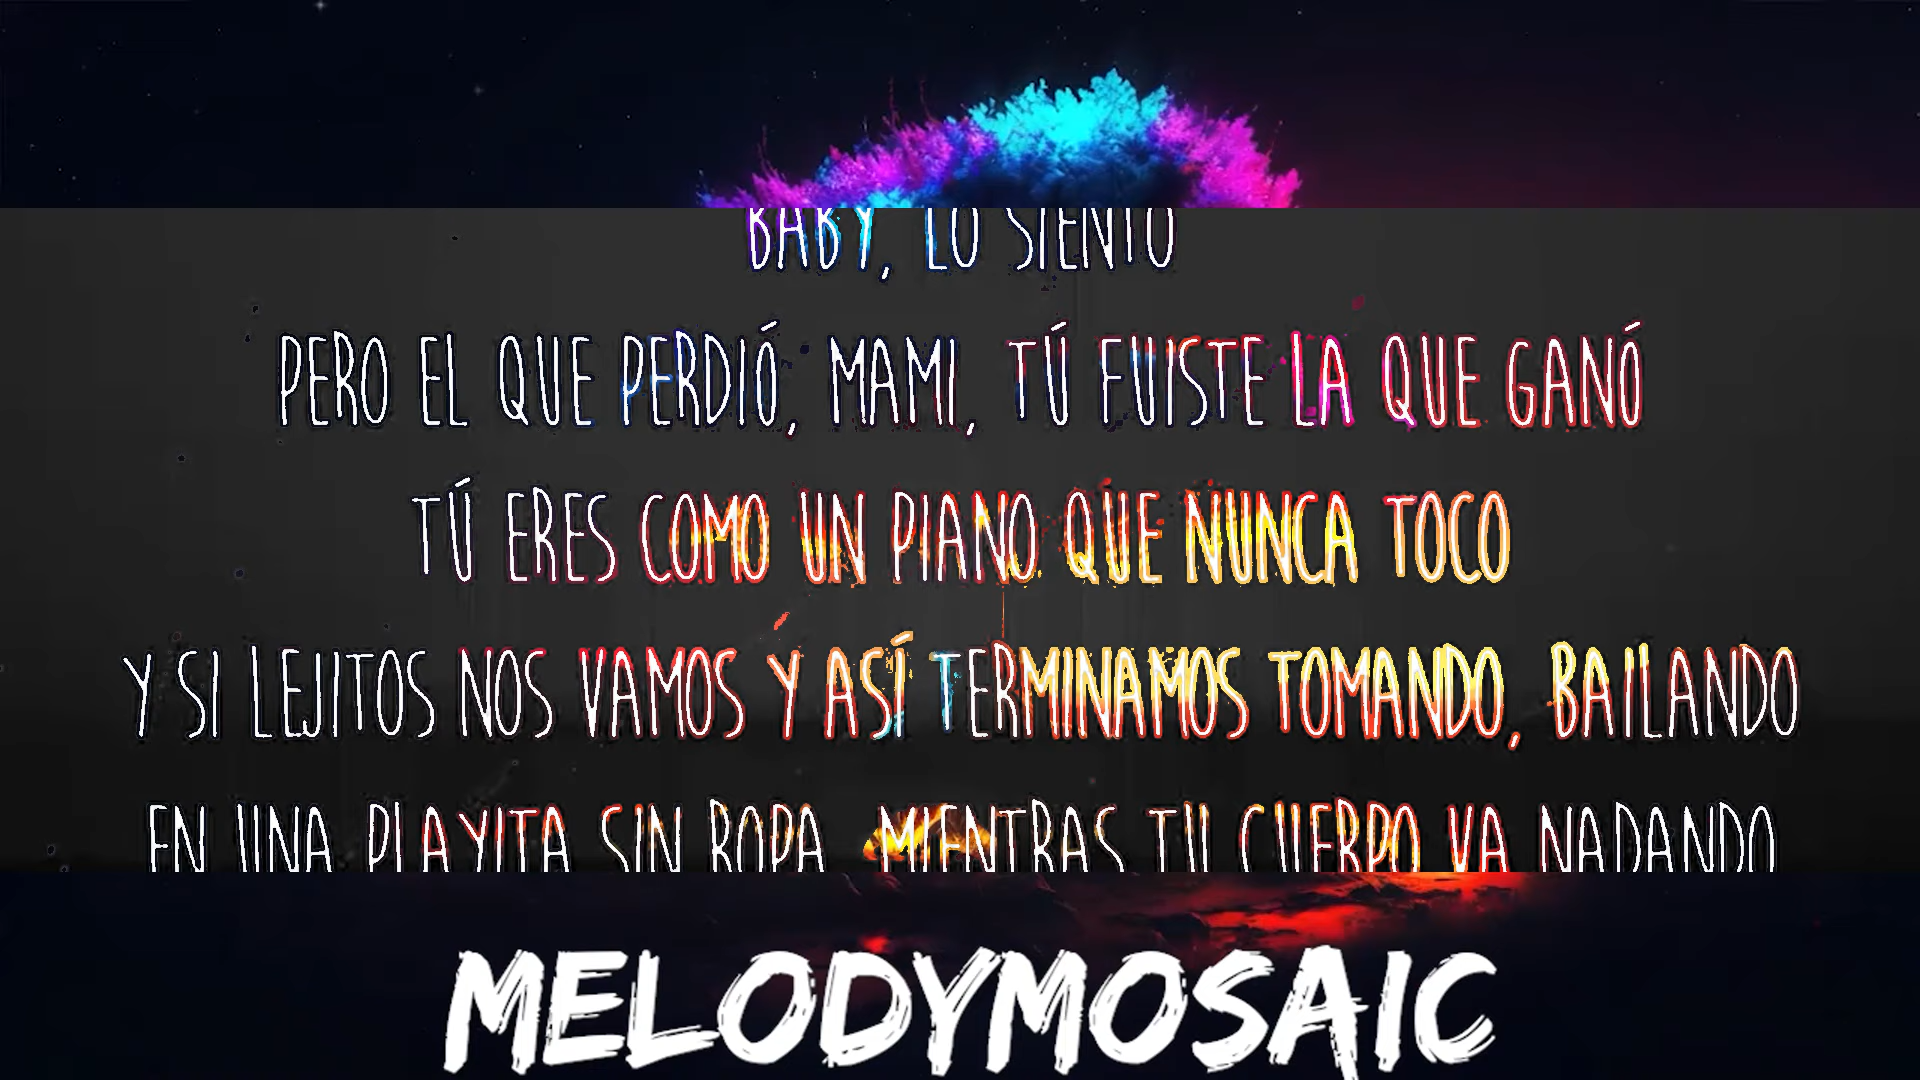 BABY, LO SIENTO
PERO EL QUE PERDIÓ, MAMI, TÚ FUISTE LA QUE GANÓ
TÚ ERES COMO UN PIANO QUE NUNCA TOCO
Y SI LEJITOS NOS VAMOS Y ASÍ TERMINAMOS TOMANDO, BAILANDO
EN UNA PLAYITA SIN ROPA MIENTRAS TU CUERPO VA NADANDO
MELODYMOSAIC